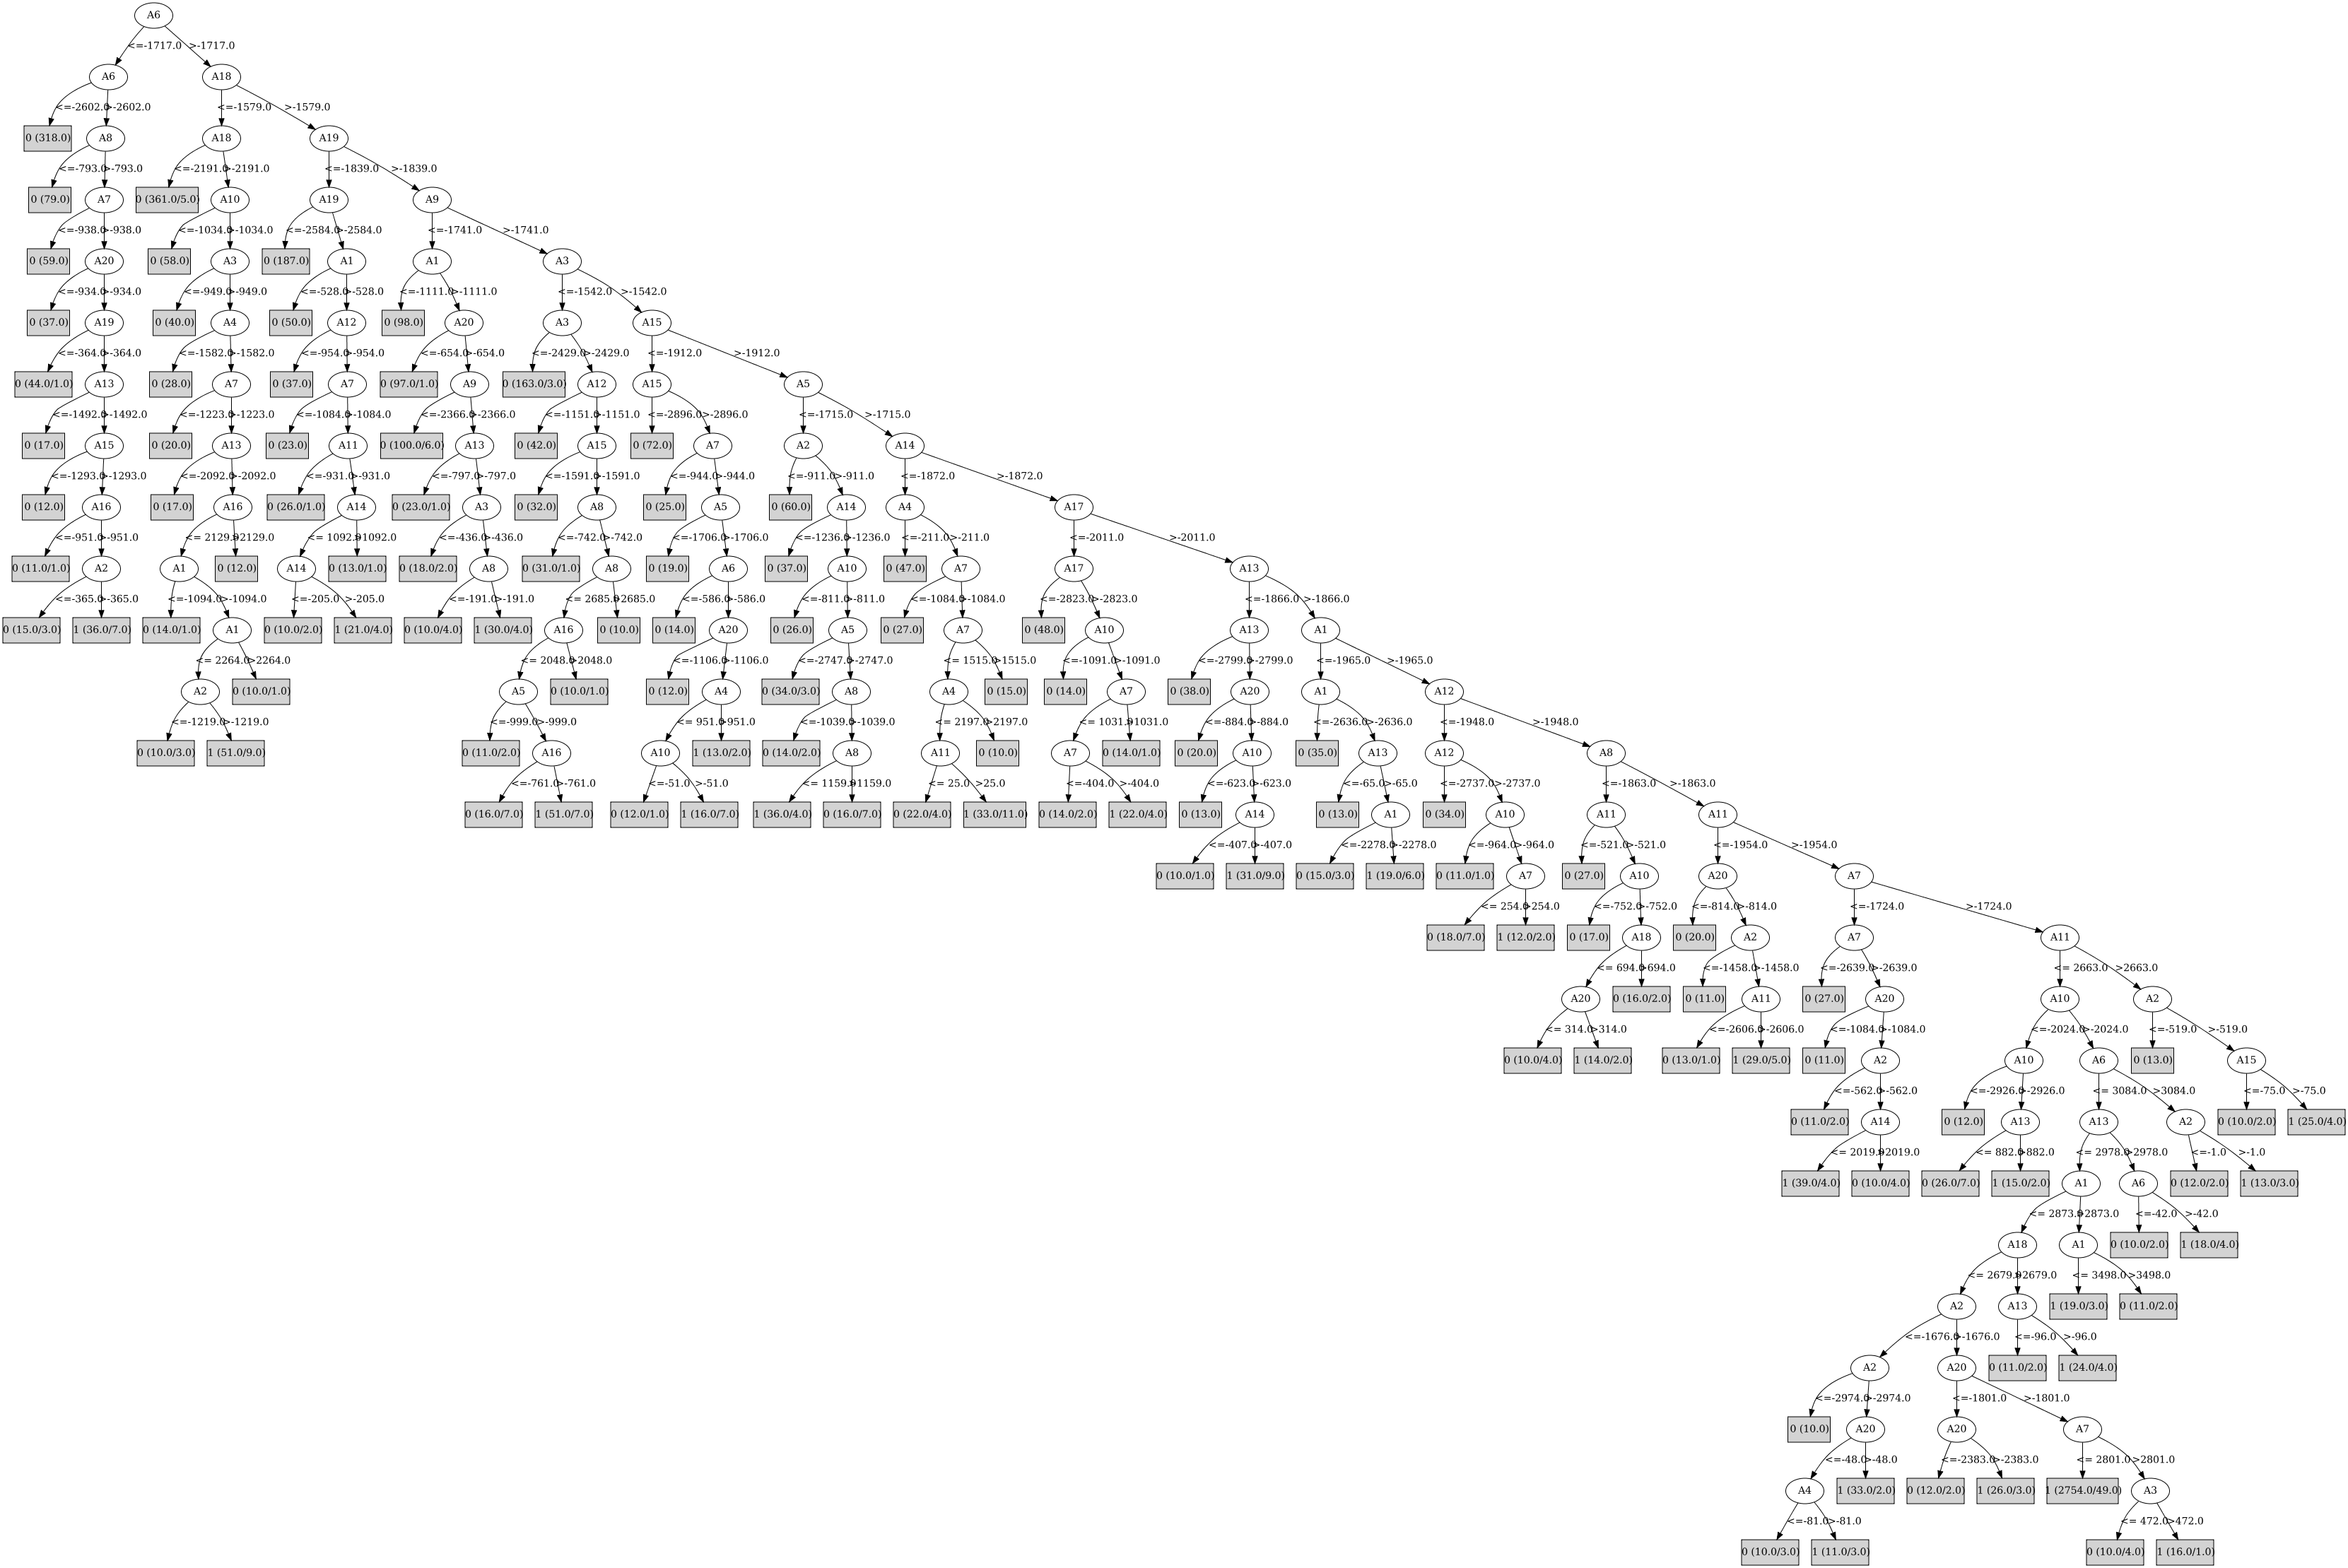 A6
<=-1717.0 >-1717.0
A6 A18
<=-2602.0 >-2602.0 <=-1579.0 >-1579.0
0 (318.0) A8 A18 A19
<=-793.0 >-793.0 <=-2191.0 >-2191.0 <=-1839.0 >-1839.0
0 (79.0) A7 0 (361.0/5.0) A10 A19 A9
<=-938.0 >-938.0 <=-1034.0 >-1034.0 <=-2584.0 >-2584.0 <=-1741.0 >-1741.0
0 (59.0) A20 0 (58.0) A3 0 (187.0) A1 A1 A3
<=-934.0 >-934.0 <=-949.0 >-949.0 <=-528.0 >-528.0 <=-1111.0 >-1111.0 <=-1542.0 >-1542.0
0 (37.0) A19 0 (40.0) A4 0 (50.0) A12 0 (98.0) A20 A3 A15
<=-364.0 >-364.0 <=-1582.0 >-1582.0 <=-954.0 >-954.0 <=-654.0 >-654.0 <=-2429.0 >-2429.0 <=-1912.0 >-1912.0
0 (44.0/1.0) A13 0 (28.0) A7 0 (37.0) A7 0 (97.0/1.0) A9 0 (163.0/3.0) A12 A15 A5
<=-1492.0 >-1492.0 <=-1223.0 >-1223.0 <=-1084.0 >-1084.0 <=-2366.0 >-2366.0 <=-1151.0 >-1151.0 <=-2896.0 >-2896.0 <=-1715.0 >-1715.0
0 (17.0) A15 0 (20.0) A13 0 (23.0) A11 0 (100.0/6.0) A13 0 (42.0) A15 0 (72.0) A7 A2 A14
<=-1293.0 >-1293.0 <=-2092.0 >-2092.0 <=-931.0 >-931.0 <=-797.0 >-797.0 <=-1591.0 >-1591.0 <=-944.0 >-944.0 <=-911.0 >-911.0 <=-1872.0 >-1872.0
0 (12.0) A16 0 (17.0) A16 0 (26.0/1.0) A14 0 (23.0/1.0) A3 0 (32.0) A8 0 (25.0) A5 0 (60.0) A14 A4 A17
<=-951.0 >-951.0 <= 2129.0 >2129.0 <= 1092.0 >1092.0 <=-436.0 >-436.0 <=-742.0 >-742.0 <=-1706.0 >-1706.0 <=-1236.0 >-1236.0 <=-211.0 >-211.0 <=-2011.0 >-2011.0
0 (11.0/1.0) A2 A1 0 (12.0) A14 0 (13.0/1.0) 0 (18.0/2.0) A8 0 (31.0/1.0) A8 0 (19.0) A6 0 (37.0) A10 0 (47.0) A7 A17 A13
<=-365.0 >-365.0 <=-1094.0 >-1094.0 <=-205.0 >-205.0 <=-191.0 >-191.0 <= 2685.0 >2685.0 <=-586.0 >-586.0 <=-811.0 >-811.0 <=-1084.0 >-1084.0 <=-2823.0 >-2823.0 <=-1866.0 >-1866.0
0 (15.0/3.0) 1 (36.0/7.0) 0 (14.0/1.0) A1 0 (10.0/2.0) 1 (21.0/4.0) 0 (10.0/4.0) 1 (30.0/4.0) A16 0 (10.0) 0 (14.0) A20 0 (26.0) A5 0 (27.0) A7 0 (48.0) A10 A13 A1
<= 2264.0 >2264.0 <= 2048.0 >2048.0 <=-1106.0 >-1106.0 <=-2747.0 >-2747.0 <= 1515.0 >1515.0 <=-1091.0 >-1091.0 <=-2799.0 >-2799.0 <=-1965.0 >-1965.0
A2 0 (10.0/1.0) A5 0 (10.0/1.0) 0 (12.0) A4 0 (34.0/3.0) A8 A4 0 (15.0) 0 (14.0) A7 0 (38.0) A20 A1 A12
<=-1219.0 >-1219.0 <=-999.0 >-999.0 <= 951.0 >951.0 <=-1039.0 >-1039.0 <= 2197.0 >2197.0 <= 1031.0 >1031.0 <=-884.0 >-884.0 <=-2636.0 >-2636.0 <=-1948.0 >-1948.0
0 (10.0/3.0) 1 (51.0/9.0) 0 (11.0/2.0) A16 A10 1 (13.0/2.0) 0 (14.0/2.0) A8 A11 0 (10.0) A7 0 (14.0/1.0) 0 (20.0) A10 0 (35.0) A13 A12 A8
<=-761.0 >-761.0 <=-51.0 >-51.0 <= 1159.0 >1159.0 <= 25.0 >25.0 <=-404.0 >-404.0 <=-623.0 >-623.0 <=-65.0 >-65.0 <=-2737.0 >-2737.0 <=-1863.0 >-1863.0
0 (16.0/7.0) 1 (51.0/7.0) 0 (12.0/1.0) 1 (16.0/7.0) 1 (36.0/4.0) 0 (16.0/7.0) 0 (22.0/4.0) 1 (33.0/11.0) 0 (14.0/2.0) 1 (22.0/4.0) 0 (13.0) A14 0 (13.0) A1 0 (34.0) A10 A11 A11
<=-407.0 >-407.0 <=-2278.0 >-2278.0 <=-964.0 >-964.0 <=-521.0 >-521.0 <=-1954.0 >-1954.0
0 (10.0/1.0) 1 (31.0/9.0) 0 (15.0/3.0) 1 (19.0/6.0) 0 (11.0/1.0) A7 0 (27.0) A10 A20 A7
<= 254.0 >254.0 <=-752.0 >-752.0 <=-814.0 >-814.0 <=-1724.0 >-1724.0
0 (18.0/7.0) 1 (12.0/2.0) 0 (17.0) A18 0 (20.0) A2 A7 A11
<= 694.0 >694.0 <=-1458.0 >-1458.0 <=-2639.0 >-2639.0 <= 2663.0 >2663.0
A20 0 (16.0/2.0) 0 (11.0) A11 0 (27.0) A20 A10 A2
<= 314.0 >314.0 <=-2606.0 >-2606.0 <=-1084.0 >-1084.0 <=-2024.0 >-2024.0 <=-519.0 >-519.0
0 (10.0/4.0) 1 (14.0/2.0) 0 (13.0/1.0) 1 (29.0/5.0) 0 (11.0) A2 A10 A6 0 (13.0) A15
<=-562.0 >-562.0 <=-2926.0 >-2926.0 <= 3084.0 >3084.0 <=-75.0 >-75.0
0 (11.0/2.0) A14 0 (12.0) A13 A13 A2 0 (10.0/2.0) 1 (25.0/4.0)
<= 2019.0 >2019.0 <= 882.0 >882.0 <= 2978.0 >2978.0 <=-1.0 >-1.0
1 (39.0/4.0) 0 (10.0/4.0) 0 (26.0/7.0) 1 (15.0/2.0) A1 A6 0 (12.0/2.0) 1 (13.0/3.0)
<= 2873.0 >2873.0 <=-42.0 >-42.0
A18 A1 0 (10.0/2.0) 1 (18.0/4.0)
<= 2679.0 >2679.0 <= 3498.0 >3498.0
A2 A13 1 (19.0/3.0) 0 (11.0/2.0)
<=-1676.0 >-1676.0 <=-96.0 >-96.0
A2 A20 0 (11.0/2.0) 1 (24.0/4.0)
<=-2974.0 >-2974.0 <=-1801.0 >-1801.0
0 (10.0) A20 A20 A7
<=-48.0 >-48.0 <=-2383.0 >-2383.0 <= 2801.0 >2801.0
A4 1 (33.0/2.0) 0 (12.0/2.0) 1 (26.0/3.0) 1 (2754.0/49.0) A3
<=-81.0 >-81.0 <= 472.0 >472.0
0 (10.0/3.0) 1 (11.0/3.0) 0 (10.0/4.0) 1 (16.0/1.0)